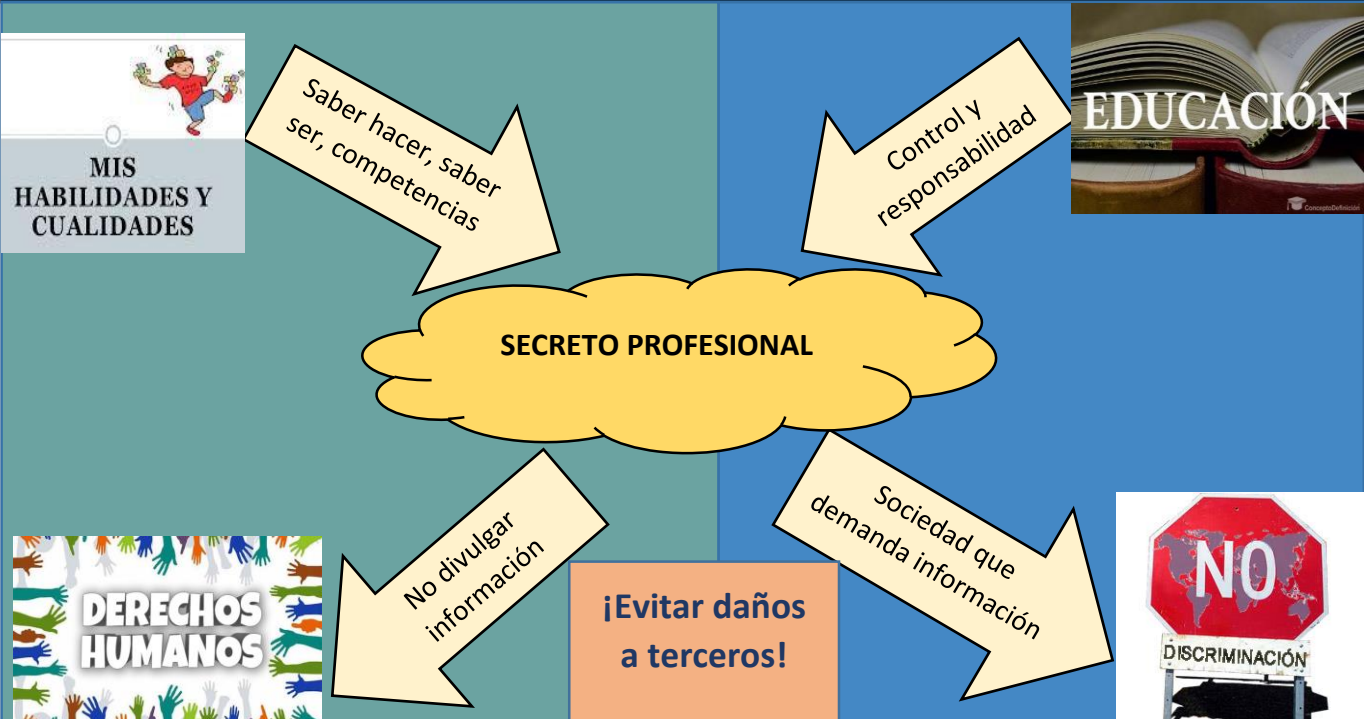 MIS
HABILIDADES Y
CUALIDADES
Saber hacer, saber
ser, competencias
Control y
responsabilidad
EDUCACIÓN
ConceptoDefinición
SECRETO PROFESIONAL
No divulgar
información
Sociedad que
demanda información
DERECHOS
HUMANOS
¡Evitar daños
a terceros!
NO
DISCRIMINACIÓN